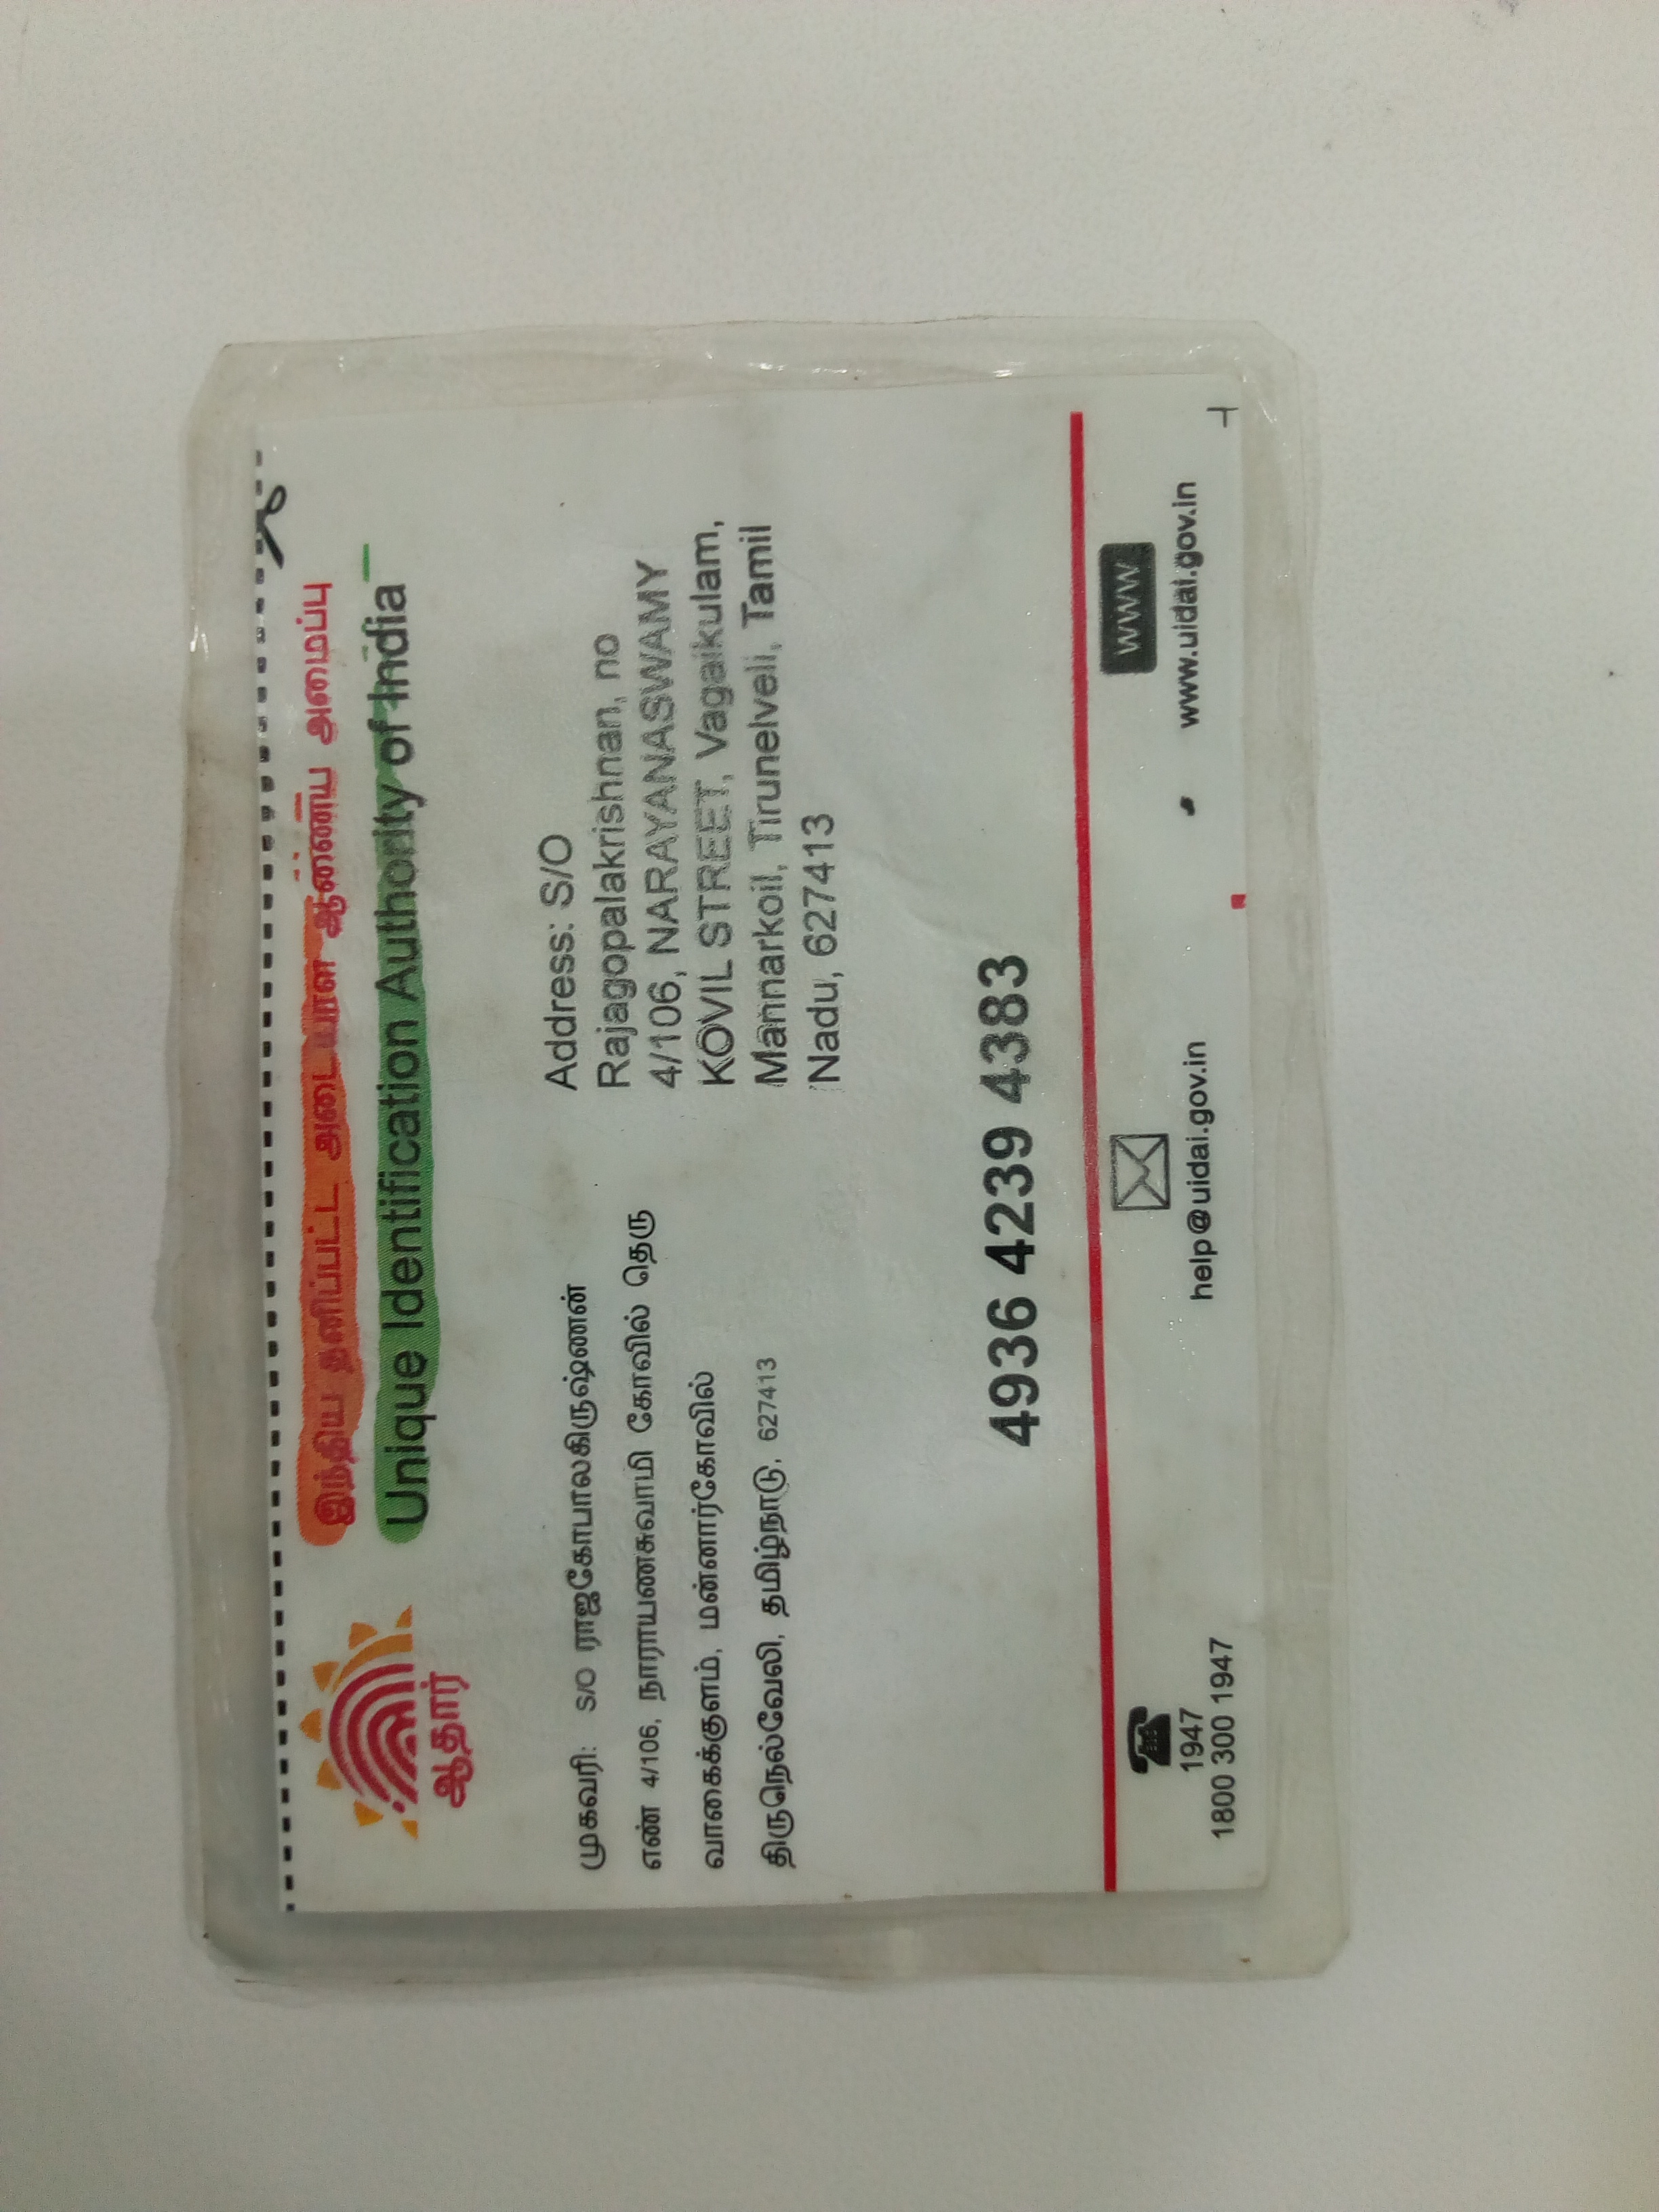 இந்திய தனிப்பட்ட அடையாள ஆணைய அமைப்பு
Unique Identification Authority of India
ஆதார்
முகவரி: S/O ராஜகோபாலகிருஷ்ணன்
எண் 4/106, நாராயணசுவாமி கோவில் தெரு
வாகைக்குளம், மன்னார்கோவில்
திருநெல்வேலி, தமிழ்நாடு, 627413
Address: S/O
Rajagopalakrishnan, no
4/106, NARAYANASWAMY
KOVIL STREET, Vagaikulam,
Mannarkoil, Tirunelveli, Tamil
Nadu, 627413
4936 4239 4383
1947
1800 300 1947
help@uidai.gov.in
WWW
www.uidai.gov.in